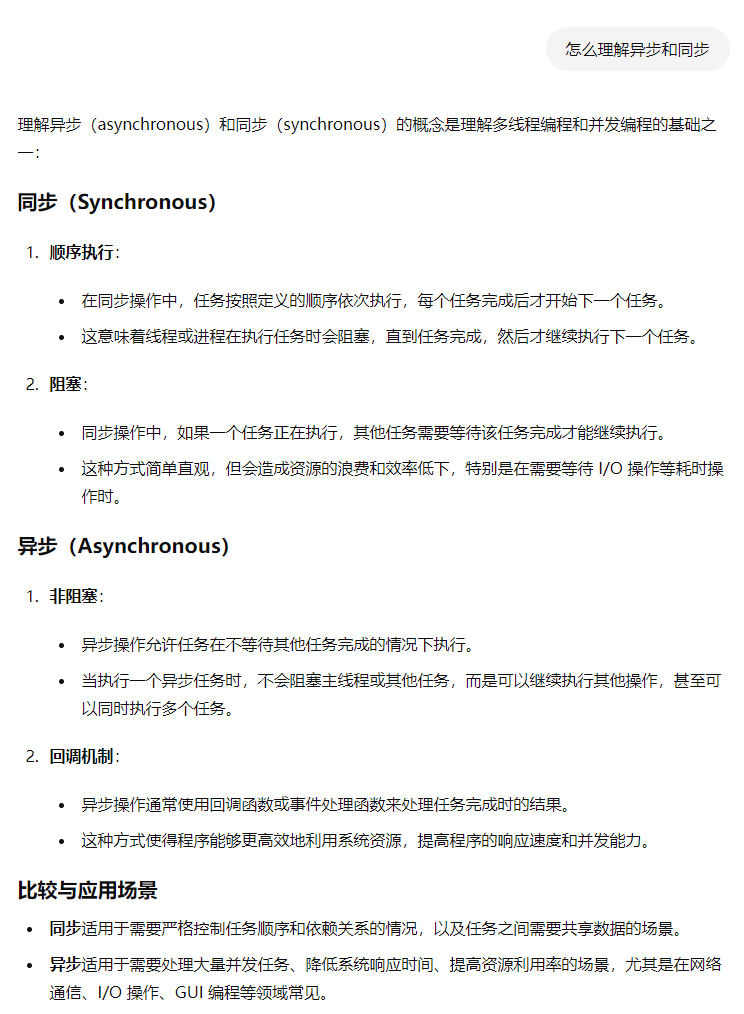 怎么理解异步和同步
理解异步（asynchronous）和同步（synchronous）的概念是理解多线程编程和并发编程的基础之
一：
同步（Synchronous）
1. 顺序执行：
• 在同步操作中，任务按照定义的顺序依次执行，每个任务完成后才开始下一个任务。
• 这意味着线程或进程在执行任务时会阻塞，直到任务完成，然后才继续执行下一个任务。
2. 阻塞：
• 同步操作中，如果一个任务正在执行，其他任务需要等待该任务完成才能继续执行。
• 这种方式简单直观，但会造成资源的浪费和效率低下，特别是在需要等待 I/O 操作等耗时操
作时。
异步（Asynchronous）
1. 非阻塞：
• 异步操作允许任务在不等待其他任务完成的情况下执行。
• 当执行一个异步任务时，不会阻塞主线程或其他任务，而是可以继续执行其他操作，甚至可
以同时执行多个任务。
2. 回调机制：
• 异步操作通常使用回调函数或事件处理函数来处理任务完成时的结果。
• 这种方式使得程序能够更高效地利用系统资源，提高程序的响应速度和并发能力。
比较与应用场景
• 同步适用于需要严格控制任务顺序和依赖关系的情况，以及任务之间需要共享数据的场景。
• 异步适用于需要处理大量并发任务、降低系统响应时间、提高资源利用率的场景，尤其是在网络
通信、I/O 操作、GUI 编程等领域常见。